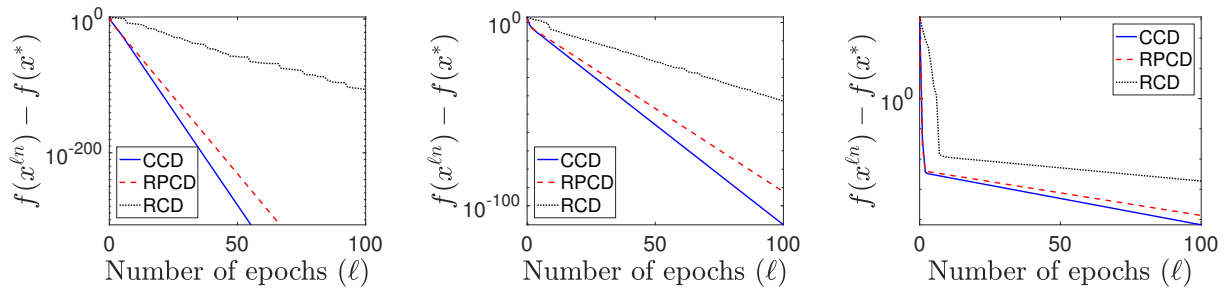 f(x^{ℓn}) − f(x^*)
10^0
10^{-200}
CCD
RPCD
RCD
0 50 100
Number of epochs (ℓ)
f(x^{ℓn}) − f(x^*)
10^0
10^{-100}
CCD
RPCD
RCD
0 50 100
Number of epochs (ℓ)
f(x^{ℓn}) − f(x^*)
10^0
CCD
RPCD
RCD
0 50 100
Number of epochs (ℓ)